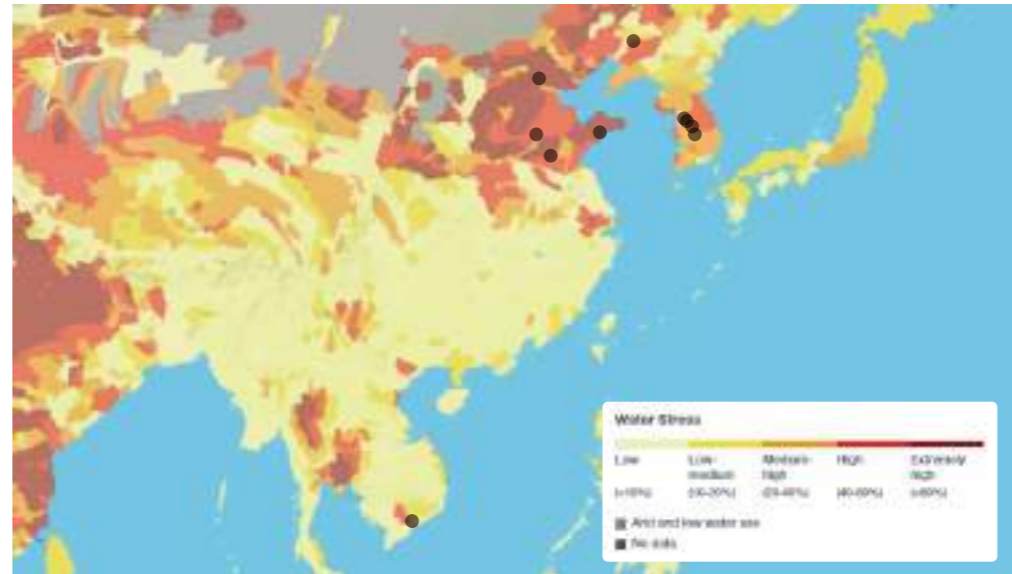 Water Stress
Low
Low-
medium
Medium-
high
High
Extremely
high
(<10%)
(10-20%)
(20-40%)
(40-80%)
(>80%)
Arid and low water use
No data